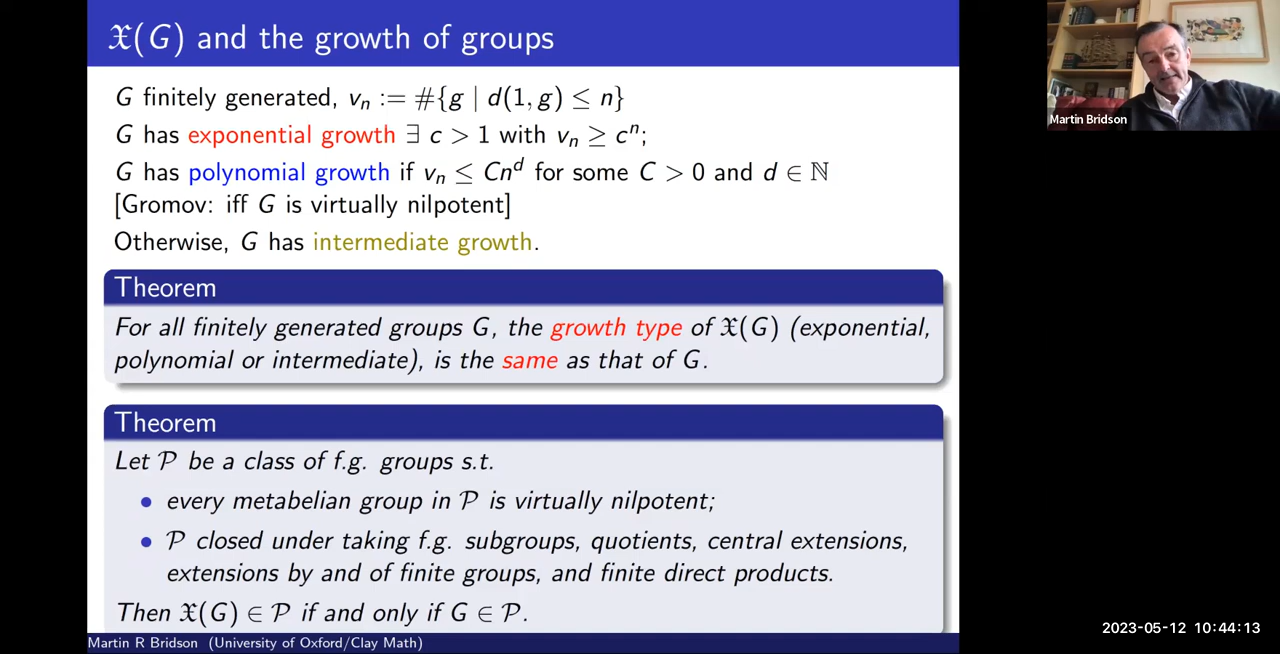 𝔛(G) and the growth of groups
G finitely generated, vₙ := #{g | d(1, g) ≤ n}
G has exponential growth ∃ c > 1 with vₙ ≥ cⁿ;
G has polynomial growth if vₙ ≤ Cnᵈ for some C > 0 and d ∈ ℕ
[Gromov: iff G is virtually nilpotent]
Otherwise, G has intermediate growth.
Theorem
For all finitely generated groups G, the growth type of 𝔛(G) (exponential,
polynomial or intermediate), is the same as that of G.
Theorem
Let 𝒫 be a class of f.g. groups s.t.
• every metabelian group in 𝒫 is virtually nilpotent;
• 𝒫 closed under taking f.g. subgroups, quotients, central extensions,
extensions by and of finite groups, and finite direct products.
Then 𝔛(G) ∈ 𝒫 if and only if G ∈ 𝒫.
Martin R Bridson (University of Oxford/Clay Math)
Martin Bridson
2023-05-12 10:44:13